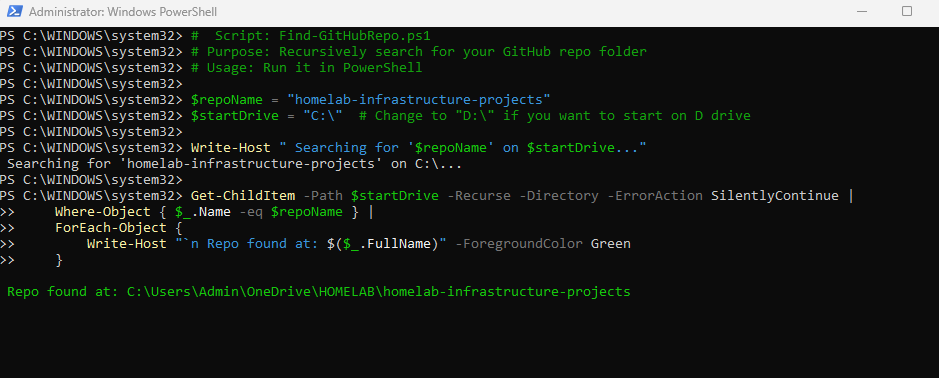 Administrator: Windows PowerShell
PS C:\WINDOWS\system32> #  Script: Find-GitHubRepo.ps1
PS C:\WINDOWS\system32> # Purpose: Recursively search for your GitHub repo folder
PS C:\WINDOWS\system32> # Usage: Run it in PowerShell
PS C:\WINDOWS\system32>
PS C:\WINDOWS\system32> $repoName = "homelab-infrastructure-projects"
PS C:\WINDOWS\system32> $startDrive = "C:\"  # Change to "D:\" if you want to start on D drive
PS C:\WINDOWS\system32>
PS C:\WINDOWS\system32> Write-Host " Searching for '$repoName' on $startDrive..."
 Searching for 'homelab-infrastructure-projects' on C:\...
PS C:\WINDOWS\system32>
PS C:\WINDOWS\system32> Get-ChildItem -Path $startDrive -Recurse -Directory -ErrorAction SilentlyContinue |
>>     Where-Object { $_.Name -eq $repoName } |
>>     ForEach-Object {
>>         Write-Host "`n Repo found at: $($_.FullName)" -ForegroundColor Green
>>     }
 Repo found at: C:\Users\Admin\OneDrive\HOMELAB\homelab-infrastructure-projects